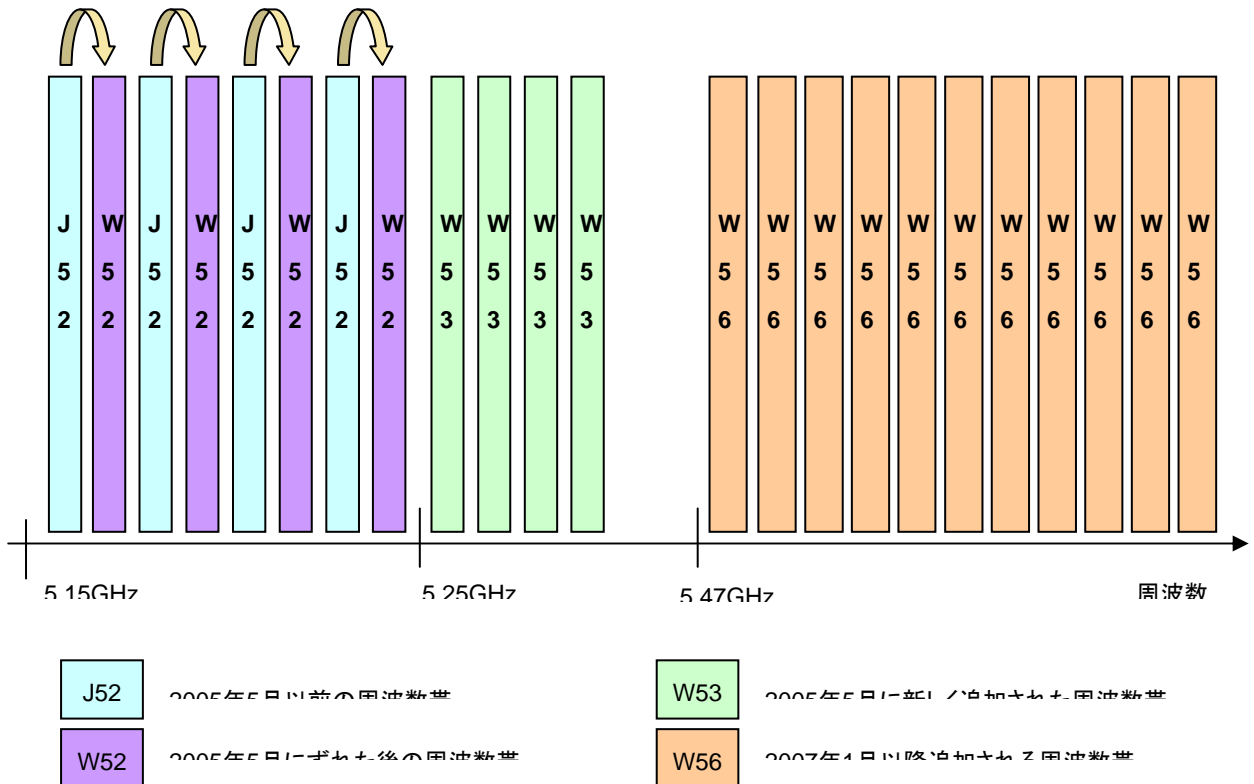 J52 W52 J52 W52 J52 W52 J52 W52 W53 W53 W53 W53 W56 W56 W56 W56 W56 W56 W56 W56 W56 W56 W56
5.15GHz 5.25GHz 5.47GHz 周波数
J52 2005年5月以前の周波数帯
W53 2005年5月に新しく追加された周波数帯
W52 2005年5月にずれた後の周波数帯
W56 2007年1月以降追加される周波数帯